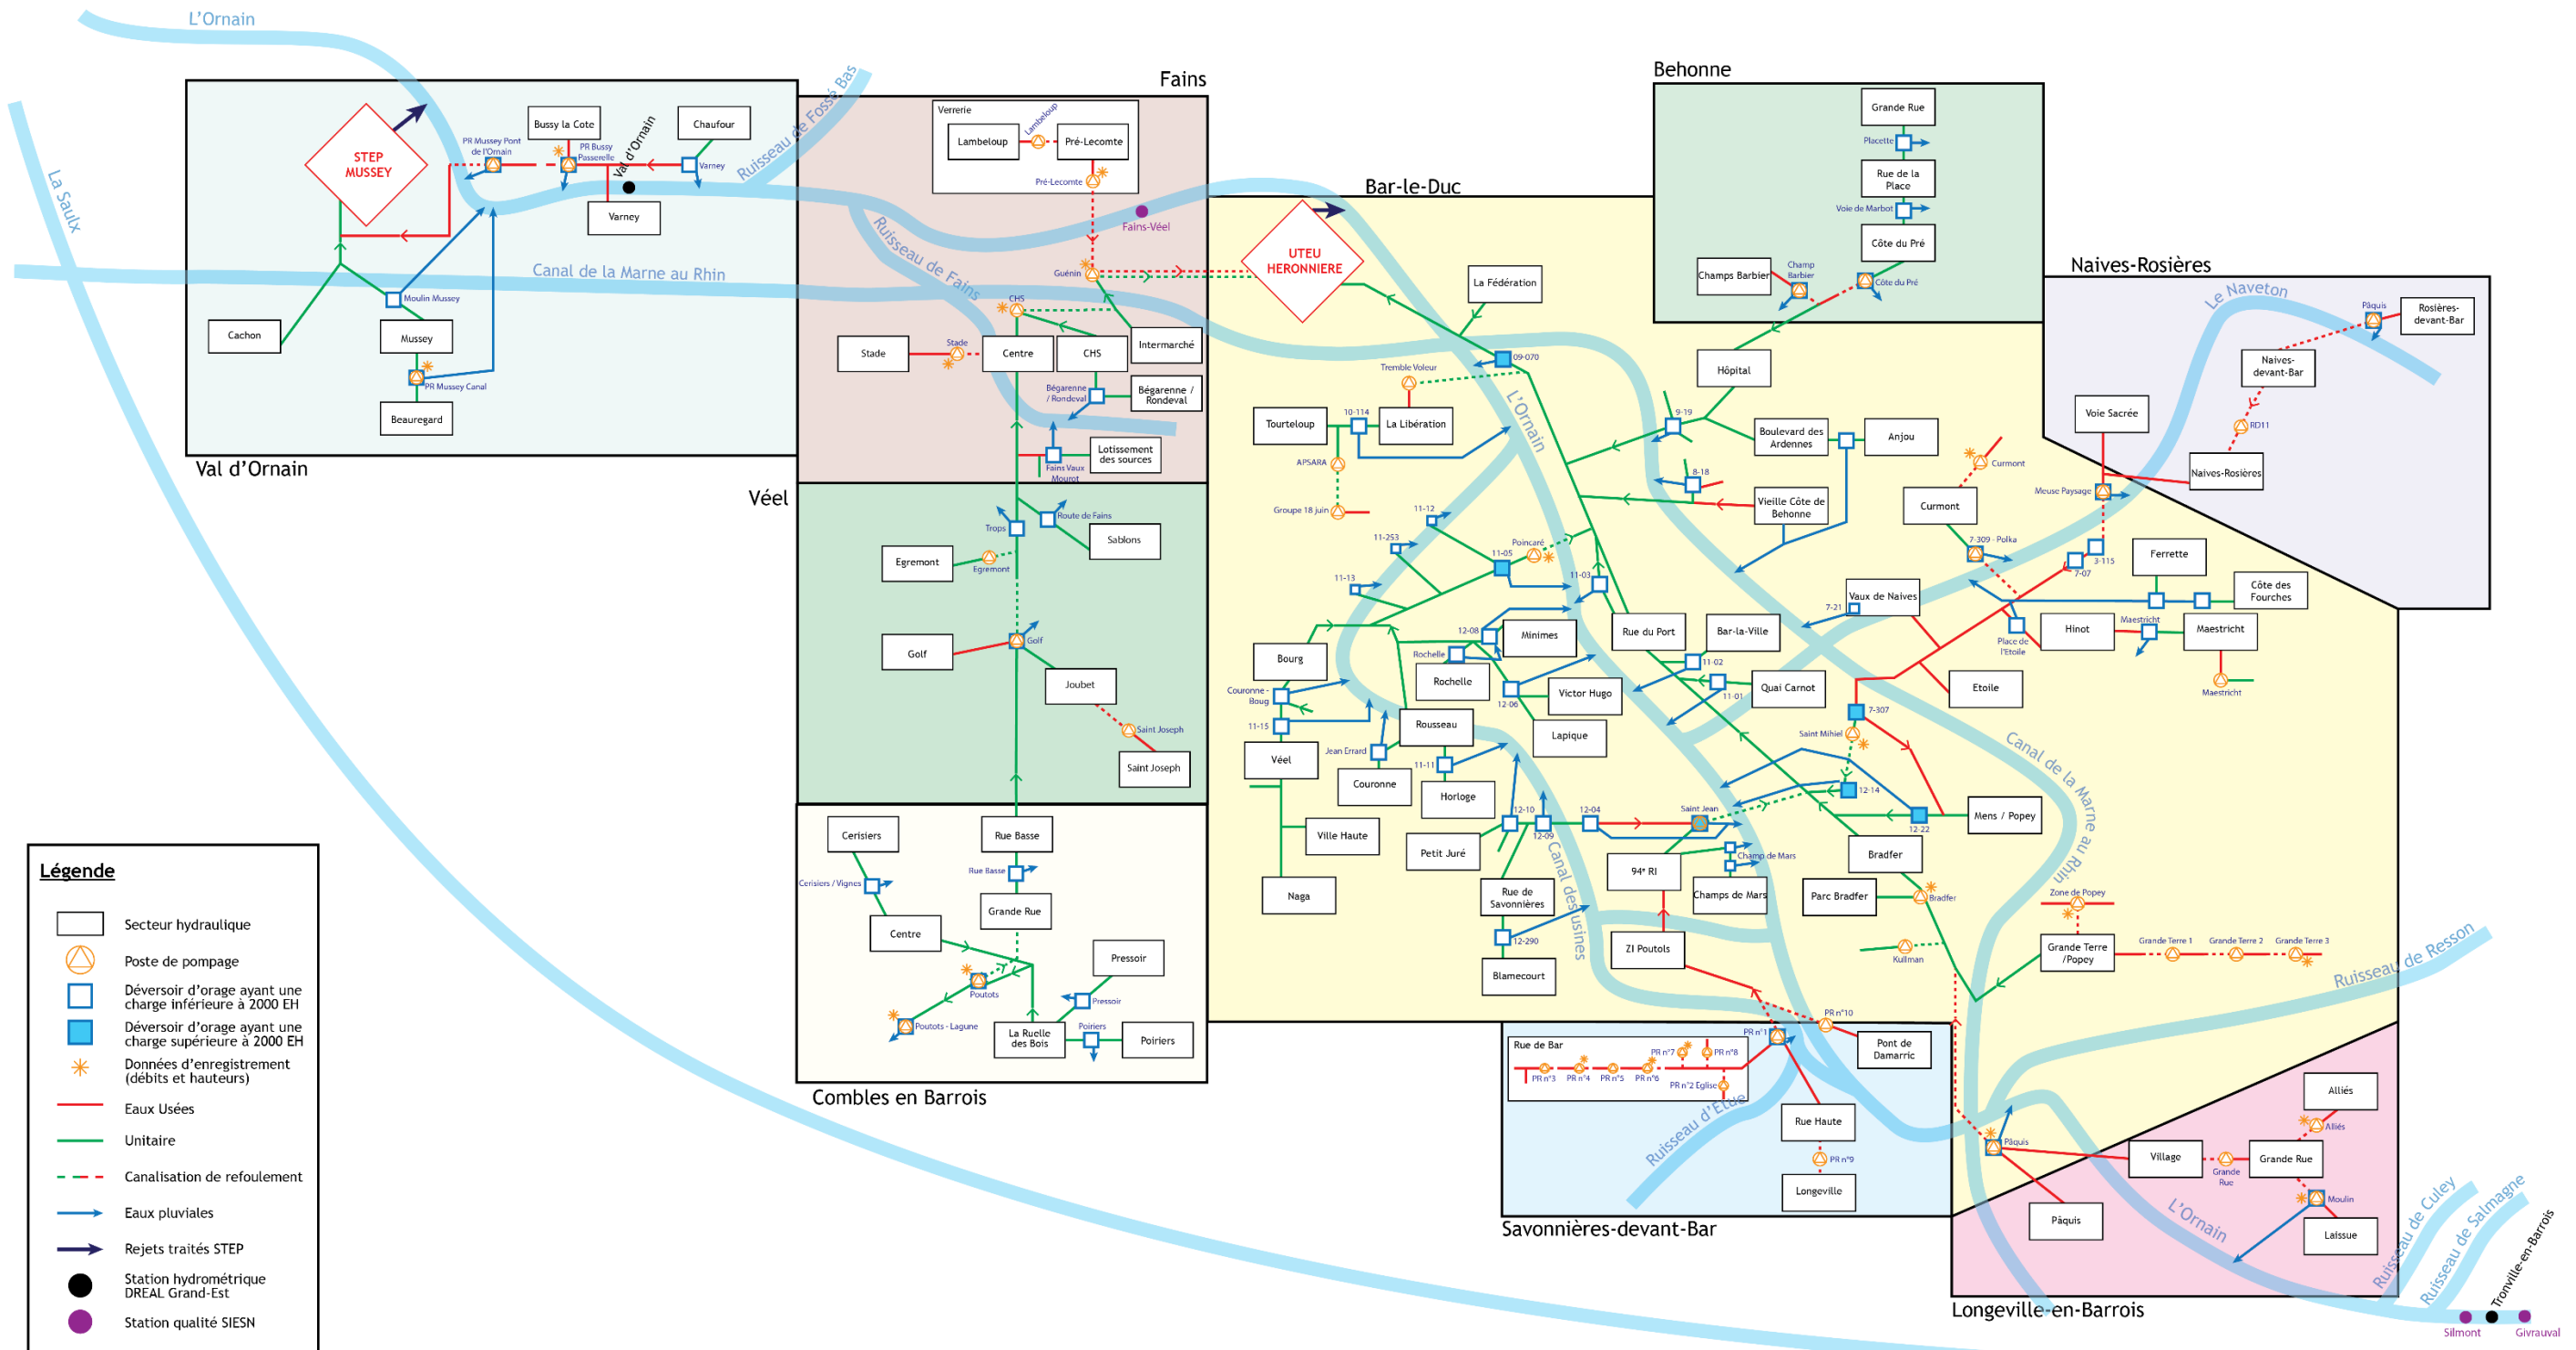 L'Ornain
La Saulx
Canal de la Marne au Rhin
Ruisseau de Fossé Bas
Val d'Ornain
STEP
MUSSEY
PR Mussey Pont
de l'Ornain
Bussy la Cote
PR Bussy
Passerelle
Val d'Ornain
Chaufour
Varney
Varney
Moulin Mussey
Cachon
Mussey
PR Mussey Canal
Beauregard
Fains
Verrerie
Lambeloup
Lambeloup
Pré-Lecomte
Pré-Lecomte
Fains-Véel
Ruisseau de Fains
Guénin
CHS
Stade
Stade
Centre
CHS
Intermarché
Bégarenne
/ Rondeval
Bégarenne /
Rondeval
Fains Vaux
Mourot
Lotissement
des sources
Véel
Trops
Route de Fains
Sablons
Egremont
Egremont
Golf
Golf
Joubet
Saint Joseph
Saint Joseph
Combles en Barrois
Cerisiers
Rue Basse
Cerisiers / Vignes
Rue Basse
Grande Rue
Centre
Pressoir
Poutots
Pressoir
Poutots - Lagune
La Ruelle
des Bois
Poiriers
Poiriers
Bar-le-Duc
UTEU
HERONNIERE
La Fédération
09-070
Tremble Voleur
Tourteloup
10-114
La Libération
APSARA
Groupe 18 juin
L'Ornain
Hôpital
9-19
Boulevard des
Ardennes
Anjou
8-18
Vieille Côte de
Behonne
11-12
11-253
11-13
11-05
Poincaré
11-03
Curmont
Curmont
7-309 - Polka
Meuse Paysage
7-07
3-115
Ferrette
Côte des
Fourches
Vaux de Naives
7-21
Place de
l'Etoile
Hinot
Maestricht
Maestricht
Maestricht
Etoile
Bourg
12-08
Minimes
Rochelle
Rochelle
Couronne -
Boug
11-15
12-06
Victor Hugo
Lapique
Rue du Port
Bar-la-Ville
11-02
11-01
Quai Carnot
Rousseau
Jean Errard
Couronne
11-11
Horloge
Véel
Ville Haute
Naga
7-307
Saint Mihiel
12-14
12-22
Mens / Popey
Canal de la Marne au Rhin
12-10
12-09
12-04
Saint Jean
Petit Juré
Champ de Mars
94e RI
Champs de Mars
Rue de
Savonnières
12-290
Blamecourt
Canal des usines
ZI Poutols
Bradfer
Parc Bradfer
Bradfer
Kullman
Zone de Popey
Grande Terre
/Popey
Grande Terre 1
Grande Terre 2
Grande Terre 3
Ruisseau de Resson
Behonne
Grande Rue
Placette
Rue de la
Place
Voie de Marbot
Côte du Pré
Champs Barbier
Champ
Barbier
Côte du Pré
Naives-Rosières
Le Naveton
Pâquis
Rosières-
devant-Bar
Naives-
devant-Bar
Voie Sacrée
RD11
Naives-Rosières
Savonnières-devant-Bar
Rue de Bar
PR n°3
PR n°4
PR n°5
PR n°6
PR n°7
PR n°8
PR n°2 Eglise
PR n°1
PR n°10
Pont de
Damarric
Ruisseau d'Etue
Rue Haute
PR n°9
Longeville
Longeville-en-Barrois
Pâquis
Village
Grande
Rue
Grande Rue
Alliés
Alliés
Moulin
Laissue
Pâquis
L'Ornain
Ruisseau de Culey
Ruisseau de Salmagne
Tronville-en-Barrois
Silmont
Givrauval
Légende
Secteur hydraulique
Poste de pompage
Déversoir d'orage ayant une
charge inférieure à 2000 EH
Déversoir d'orage ayant une
charge supérieure à 2000 EH
Données d'enregistrement
(débits et hauteurs)
Eaux Usées
Unitaire
Canalisation de refoulement
Eaux pluviales
Rejets traités STEP
Station hydrométrique
DREAL Grand-Est
Station qualité SIESN